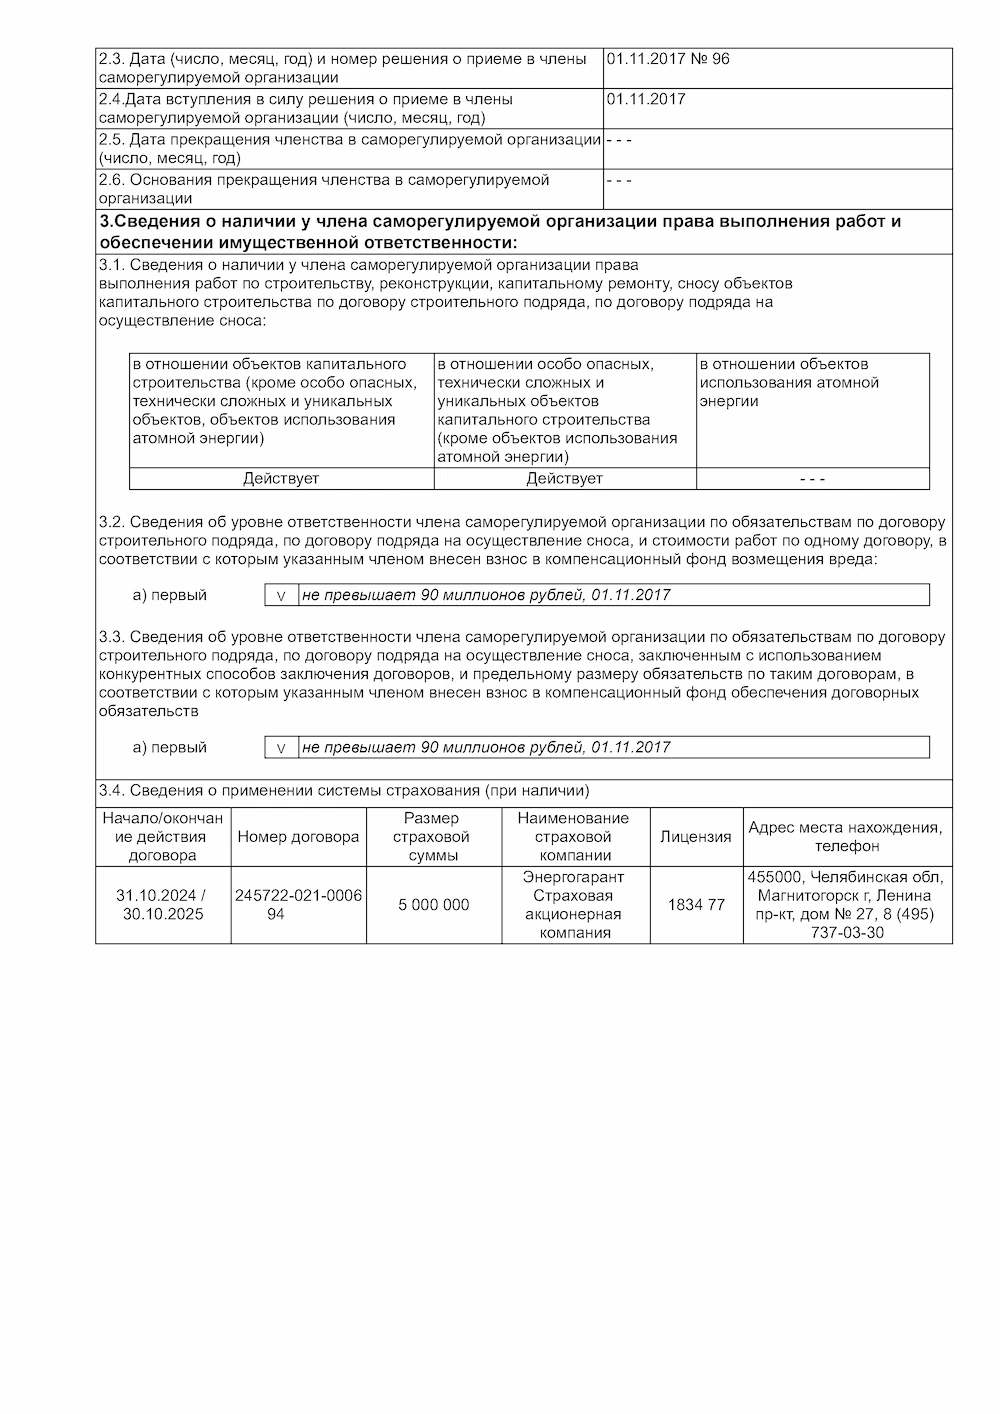 2.3. Дата (число, месяц, год) и номер решения о приеме в члены
саморегулируемой организации
01.11.2017 № 96
2.4.Дата вступления в силу решения о приеме в члены
саморегулируемой организации (число, месяц, год)
01.11.2017
2.5. Дата прекращения членства в саморегулируемой организации
(число, месяц, год)
- - -
2.6. Основания прекращения членства в саморегулируемой
организации
- - -
3.Сведения о наличии у члена саморегулируемой организации права выполнения работ и
обеспечении имущественной ответственности:
3.1. Сведения о наличии у члена саморегулируемой организации права
выполнения работ по строительству, реконструкции, капитальному ремонту, сносу объектов
капитального строительства по договору строительного подряда, по договору подряда на
осуществление сноса:
в отношении объектов капитального
строительства (кроме особо опасных,
технически сложных и уникальных
объектов, объектов использования
атомной энергии)
в отношении особо опасных,
технически сложных и
уникальных объектов
капитального строительства
(кроме объектов использования
атомной энергии)
в отношении объектов
использования атомной
энергии
Действует
Действует
- - -
3.2. Сведения об уровне ответственности члена саморегулируемой организации по обязательствам по договору
строительного подряда, по договору подряда на осуществление сноса, и стоимости работ по одному договору, в
соответствии с которым указанным членом внесен взнос в компенсационный фонд возмещения вреда:
а) первый
v
не превышает 90 миллионов рублей, 01.11.2017
3.3. Сведения об уровне ответственности члена саморегулируемой организации по обязательствам по договору
строительного подряда, по договору подряда на осуществление сноса, заключенным с использованием
конкурентных способов заключения договоров, и предельному размеру обязательств по таким договорам, в
соответствии с которым указанным членом внесен взнос в компенсационный фонд обеспечения договорных
обязательств
а) первый
v
не превышает 90 миллионов рублей, 01.11.2017
3.4. Сведения о применении системы страхования (при наличии)
Начало/окончан
ие действия
договора
Номер договора
Размер
страховой
суммы
Наименование
страховой
компании
Лицензия
Адрес места нахождения,
телефон
31.10.2024 /
30.10.2025
245722-021-0006
94
5 000 000
Энергогарант
Страховая
акционерная
компания
1834 77
455000, Челябинская обл,
Магнитогорск г, Ленина
пр-кт, дом № 27, 8 (495)
737-03-30